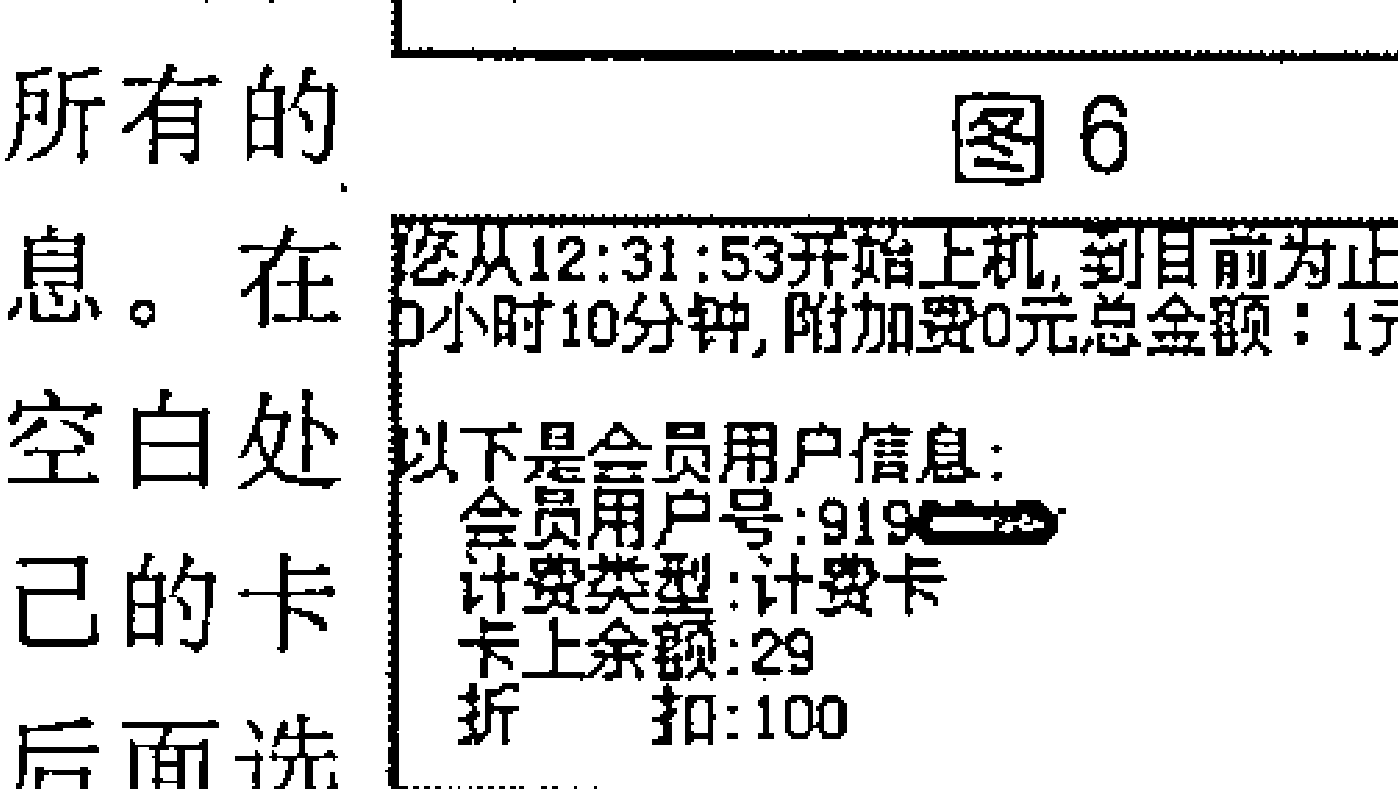 所有的
息。在
空白处
己的卡
后面选
图 6
您从12:31:53开始上机,到目前为止
0小时10分钟,附加费0元总金额：1元
以下是会员用户信息:
会员用户号:919
计费类型:计费卡
卡上余额:29
折 扣:100